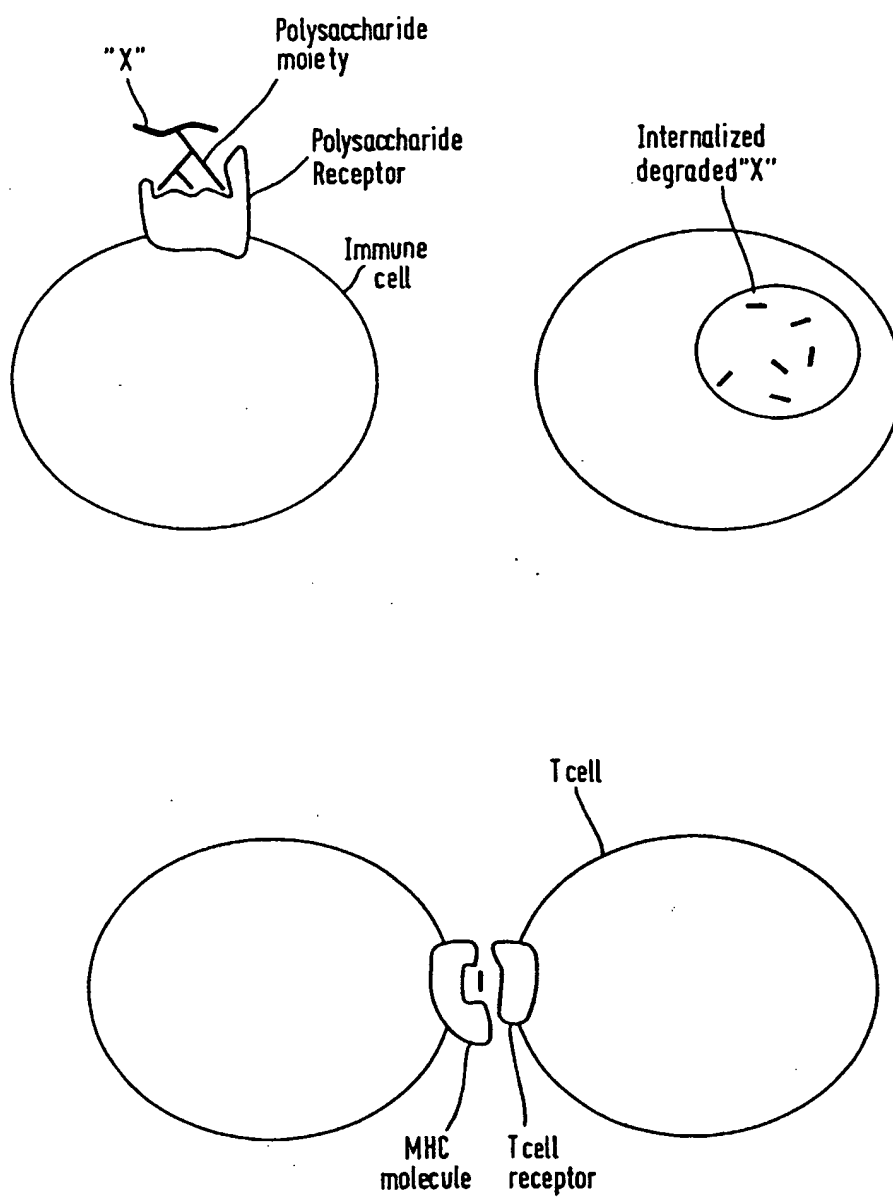 "X"
Polysaccharide
moiety
Polysaccharide
Receptor
Immune
cell
Internalized
degraded "X"
T cell
MHC
molecule
T cell
receptor